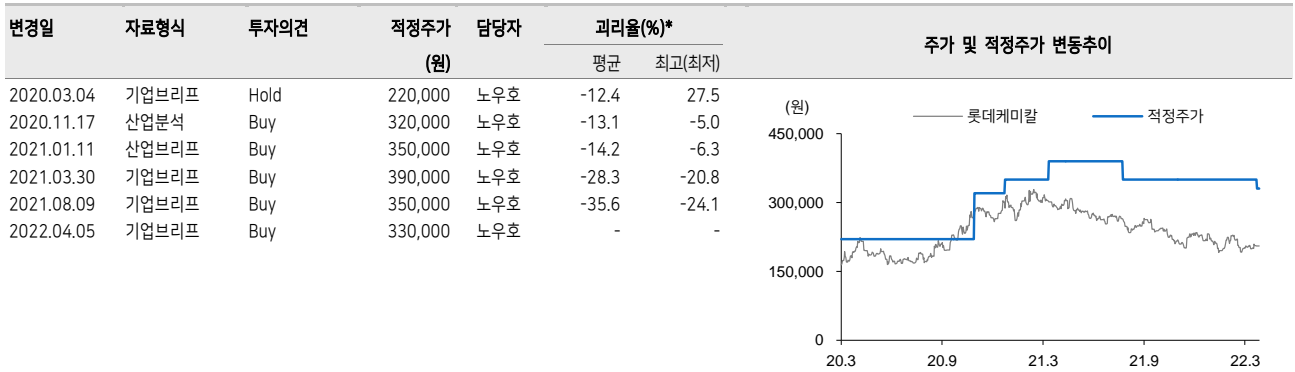 변경일 자료형식 투자의견 적정주가 담당자 괴리율(%)*
(원) 평균 최고(최저)
2020.03.04 기업브리프 Hold 220,000 노우호 -12.4 27.5
2020.11.17 산업분석 Buy 320,000 노우호 -13.1 -5.0
2021.01.11 산업브리프 Buy 350,000 노우호 -14.2 -6.3
2021.03.30 기업브리프 Buy 390,000 노우호 -28.3 -20.8
2021.08.09 기업브리프 Buy 350,000 노우호 -35.6 -24.1
2022.04.05 기업브리프 Buy 330,000 노우호 - -
주가 및 적정주가 변동추이
(원)
롯데케미칼 적정주가
450,000
300,000
150,000
0
20.3 20.9 21.3 21.9 22.3